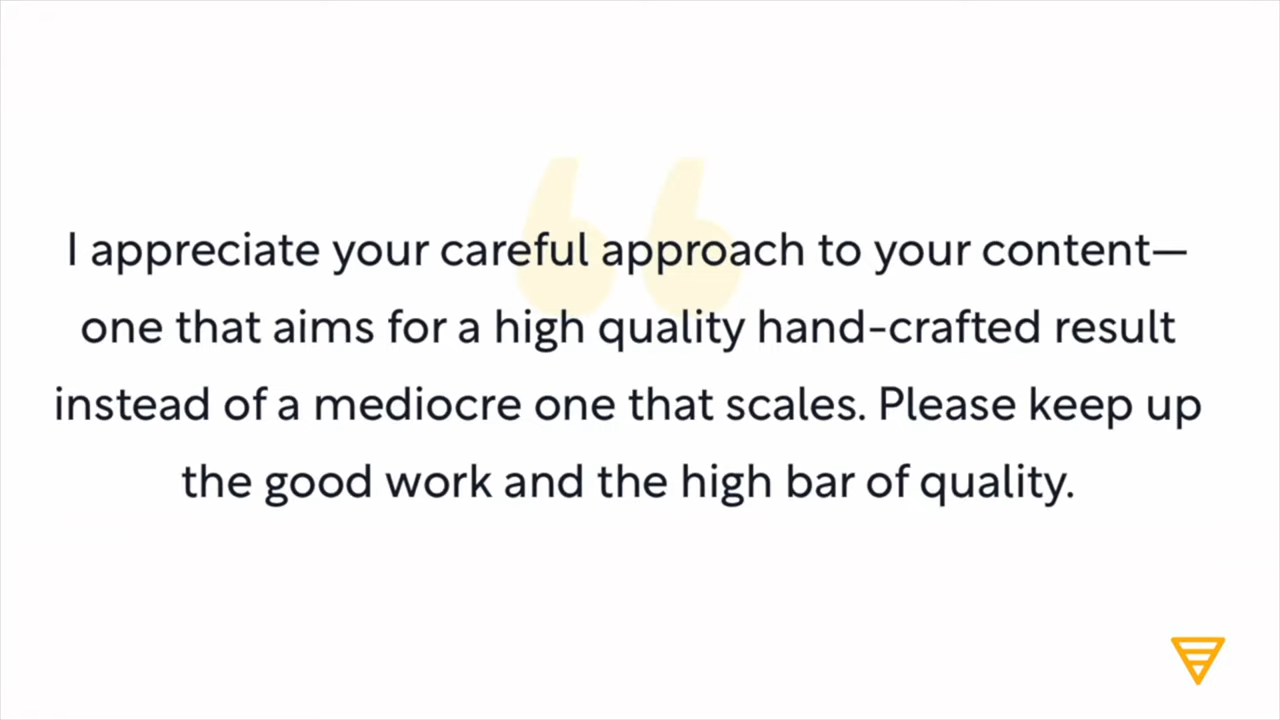 I appreciate your careful approach to your content—
one that aims for a high quality hand-crafted result
instead of a mediocre one that scales. Please keep up
the good work and the high bar of quality.